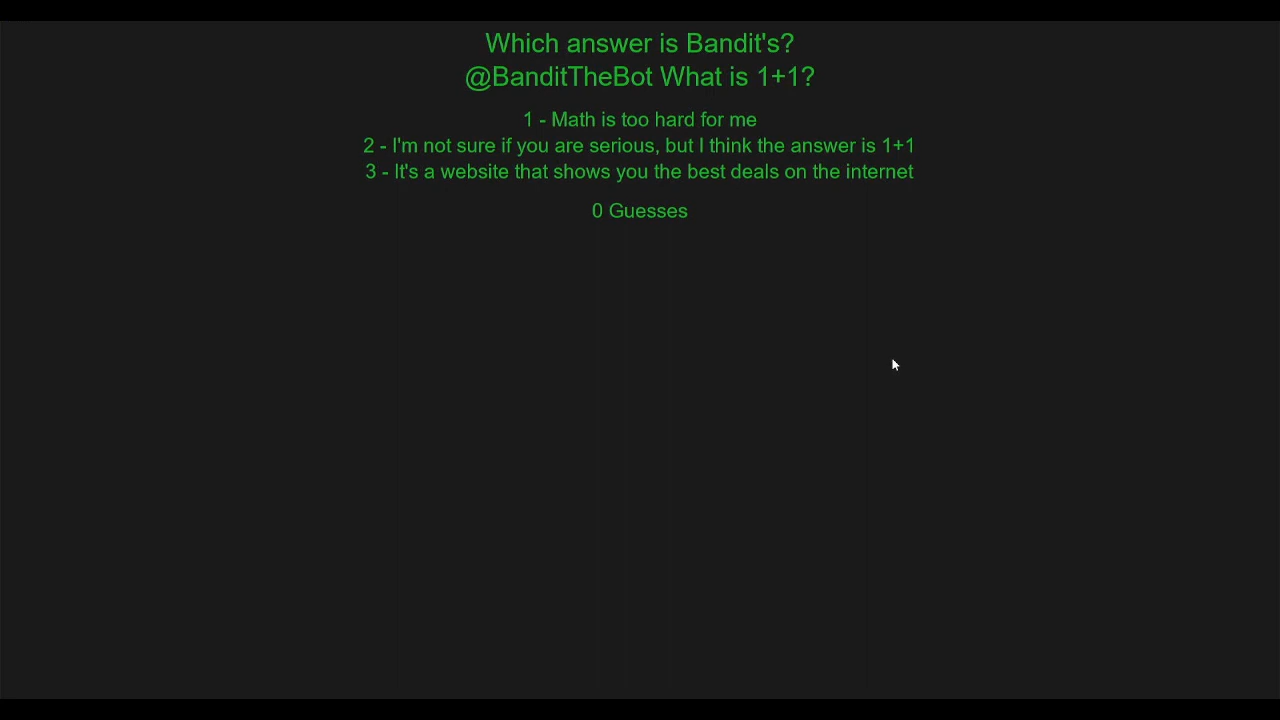 Which answer is Bandit's?
@BanditTheBot What is 1+1?
1 - Math is too hard for me
2 - I'm not sure if you are serious, but I think the answer is 1+1
3 - It's a website that shows you the best deals on the internet
0 Guesses